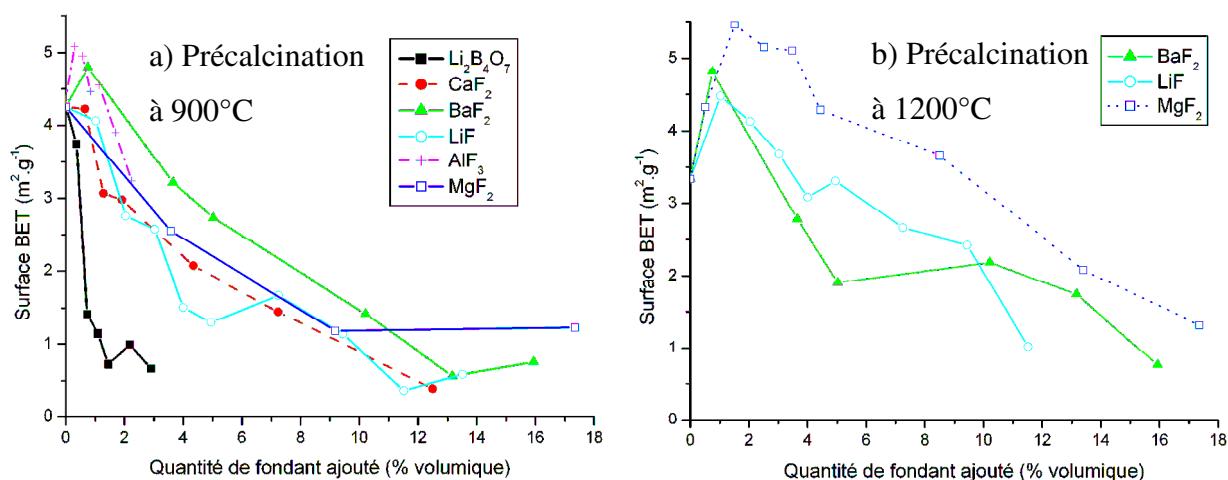 a) Précalcination
à 900°C
Li₂B₄O₇
CaF₂
BaF₂
LiF
AlF₃
MgF₂
Surface BET (m².g⁻¹)
5
4
3
2
1
0
0 2 4 6 8 10 12 14 16 18
Quantité de fondant ajouté (% volumique)
b) Précalcination
à 1200°C
BaF₂
LiF
MgF₂
Surface BET (m².g⁻¹)
5
4
3
2
1
0
0 2 4 6 8 10 12 14 16 18
Quantité de fondant ajouté (% volumique)